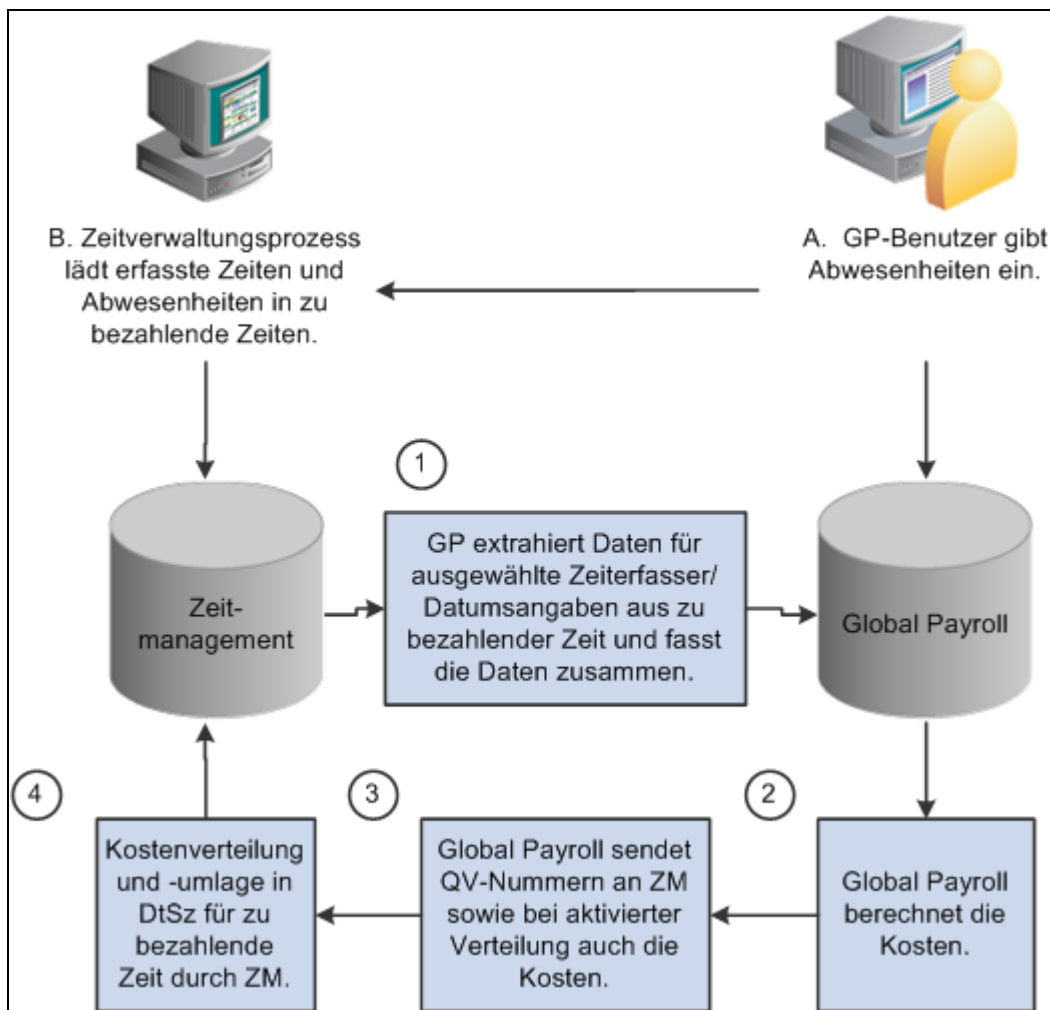 B. Zeitverwaltungsprozess
lädt erfasste Zeiten und
Abwesenheiten in zu
bezahlende Zeiten.
A. GP-Benutzer gibt
Abwesenheiten ein.
1
Zeit-
management
GP extrahiert Daten für
ausgewählte Zeiterfasser/
Datumsangaben aus zu
bezahlender Zeit und fasst
die Daten zusammen.
Global Payroll
4
Kostenverteilung
und -umlage in
DtSz für zu
bezahlende
Zeit durch ZM.
3
Global Payroll sendet
QV-Nummern an ZM
sowie bei aktivierter
Verteilung auch die
Kosten.
2
Global Payroll
berechnet die
Kosten.